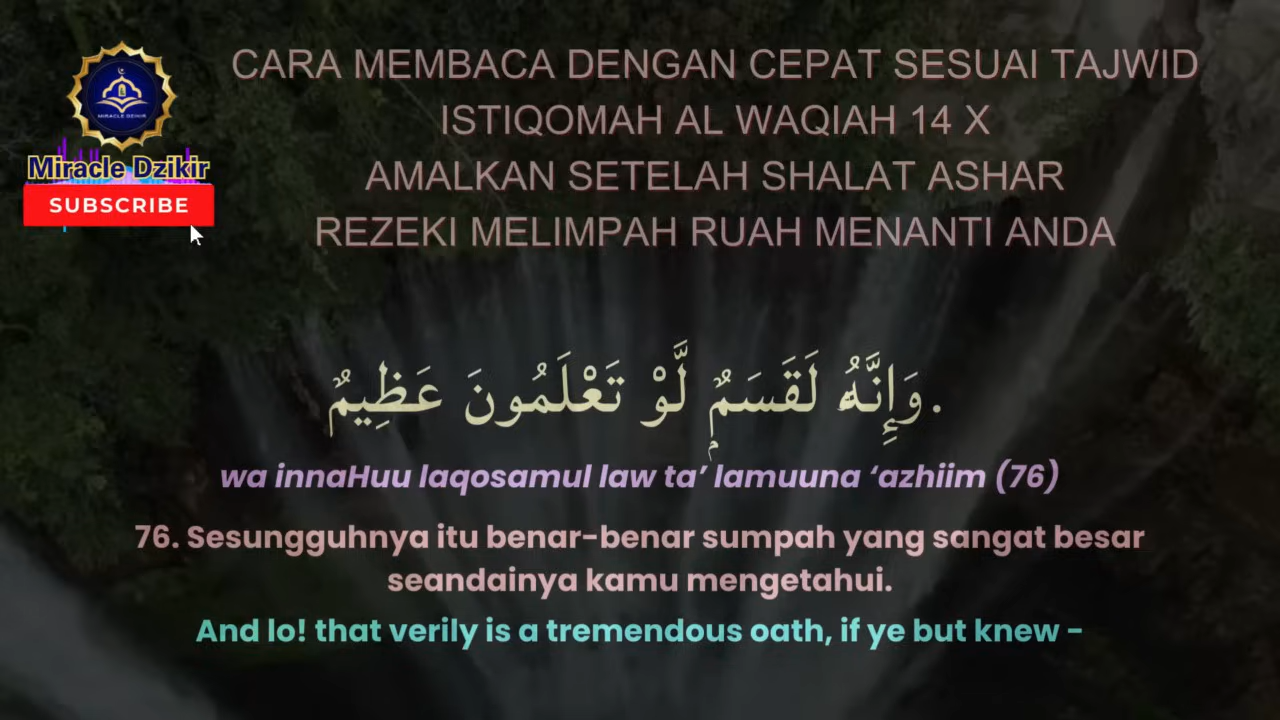 CARA MEMBACA DENGAN CEPAT SESUAI TAJWID
ISTIQOMAH AL WAQIAH 14 X
AMALKAN SETELAH SHALAT ASHAR
REZEKI MELIMPAH RUAH MENANTI ANDA
MIRACLE DZIKIR
Miracle Dzikir
SUBSCRIBE
وَإِنَّهُۥ لَقَسَمٌۭ لَّوْ تَعْلَمُونَ عَظِيمٌ.
wa innaHuu laqosamul law ta’ lamuuna ‘azhiim (76)
76. Sesungguhnya itu benar-benar sumpah yang sangat besar
seandainya kamu mengetahui.
And lo! that verily is a tremendous oath, if ye but knew -